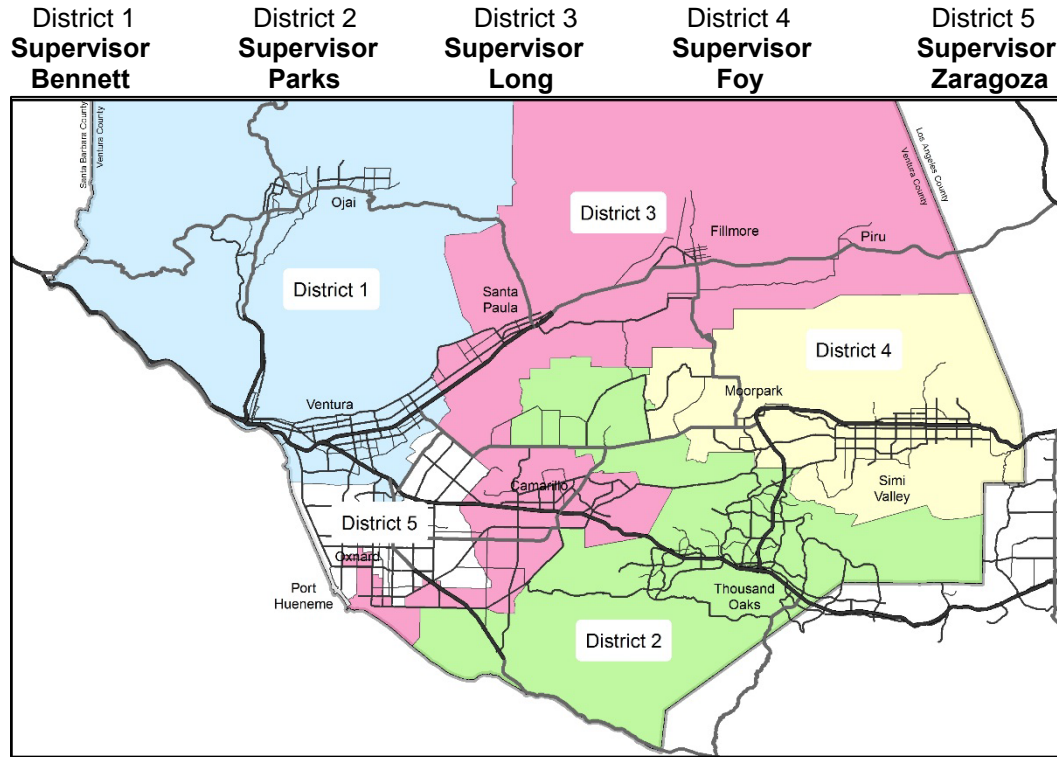 District 1 District 2 District 3 District 4 District 5
Supervisor Supervisor Supervisor Supervisor Supervisor
Bennett Parks Long Foy Zaragoza
Santa Barbara County
Ventura County
Los Angeles County
Ventura County
Ojai
District 3
Fillmore
Piru
District 1
Santa
Paula
District 4
Moorpark
Ventura
Camarillo
Simi
Valley
District 5
Oxnard
Port
Hueneme
Thousand
Oaks
District 2